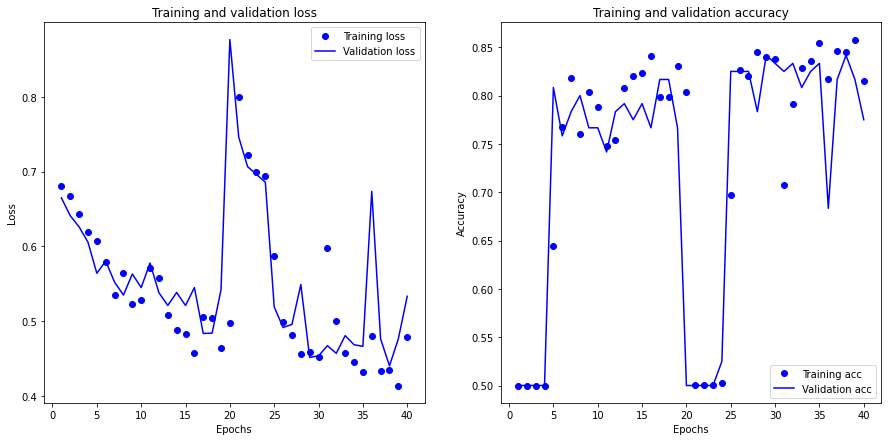 Training and validation loss
Training loss
Validation loss
Loss
0.8
0.7
0.6
0.5
0.4
0 5 10 15 20 25 30 35 40
Epochs
Training and validation accuracy
Accuracy
0.85
0.80
0.75
0.70
0.65
0.60
0.55
0.50
Training acc
Validation acc
0 5 10 15 20 25 30 35 40
Epochs